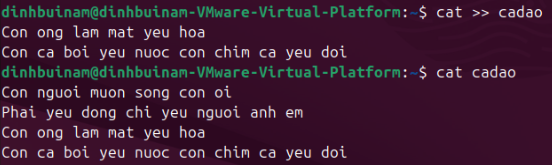 dinhbuinam@dinhbuinam-VMware-Virtual-Platform:~$ cat >> cadao
Con ong lam mat yeu hoa
Con ca boi yeu nuoc con chim ca yeu doi
dinhbuinam@dinhbuinam-VMware-Virtual-Platform:~$ cat cadao
Con nguoi muon song con oi
Phai yeu dong chi yeu nguoi anh em
Con ong lam mat yeu hoa
Con ca boi yeu nuoc con chim ca yeu doi